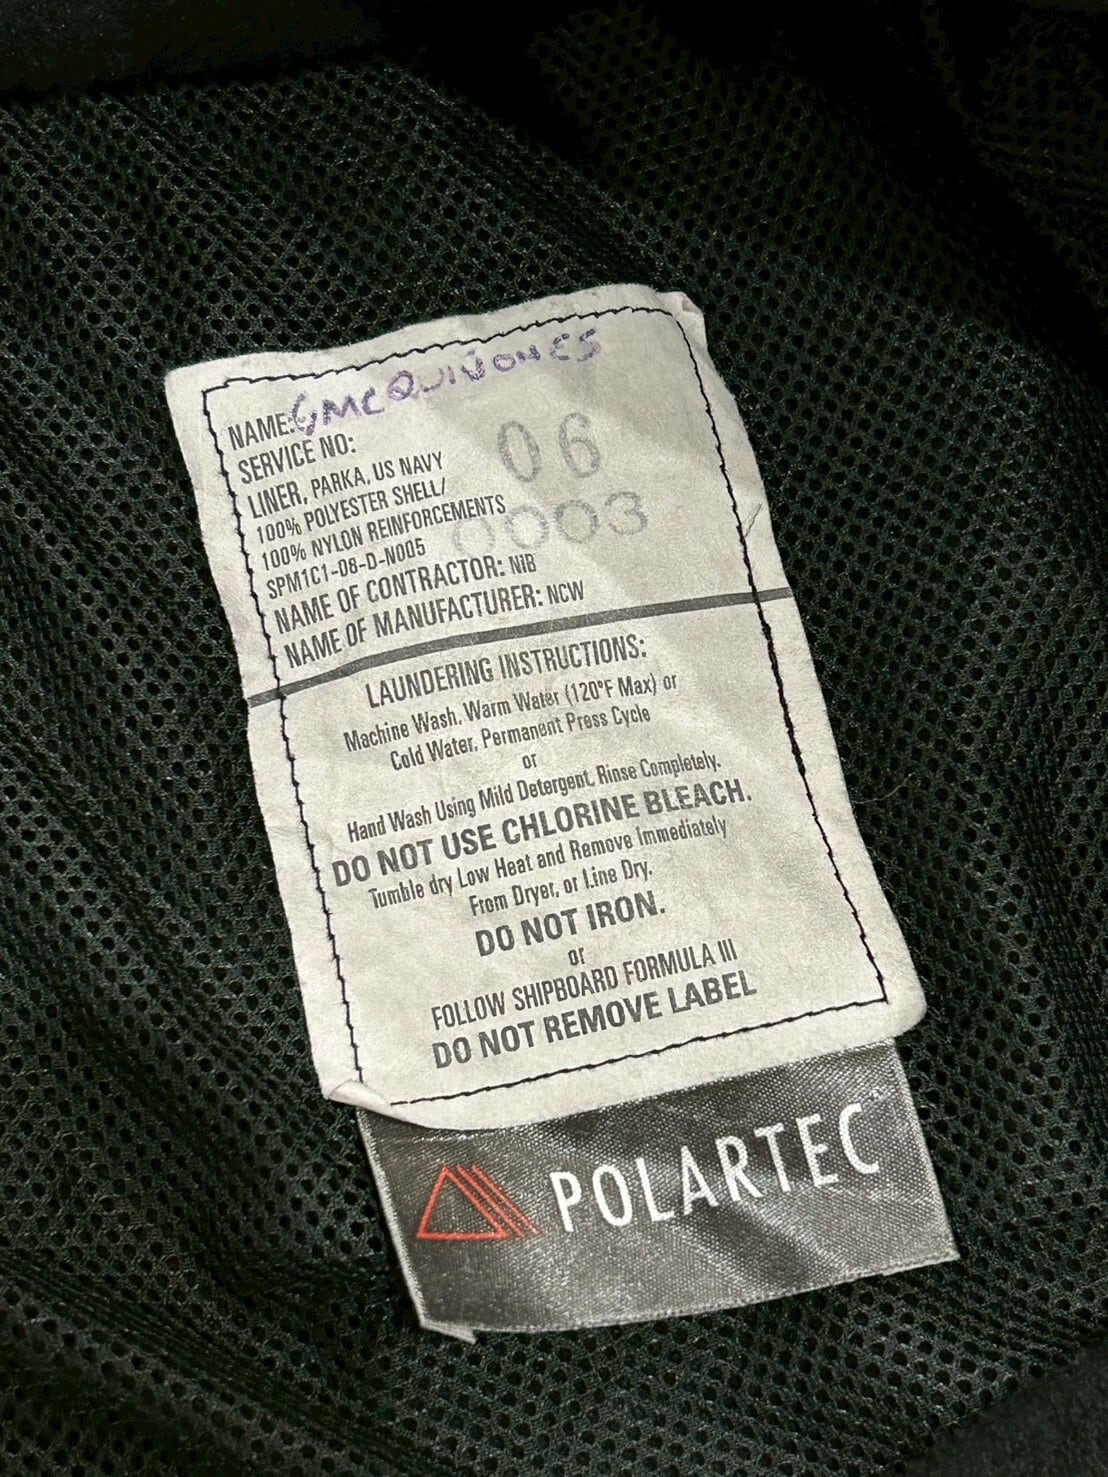 NAME: GMC QUIÑONES
SERVICE NO:
06
LINER, PARKA, US NAVY
100% POLYESTER SHELL/
100% NYLON REINFORCEMENTS
0003
SPM1C1-08-D-N005
NAME OF CONTRACTOR: NIB
NAME OF MANUFACTURER: NCW
LAUNDERING INSTRUCTIONS:
Machine Wash, Warm Water (120°F Max) or
Cold Water, Permanent Press Cycle
or
Hand Wash Using Mild Detergent, Rinse Completely.
DO NOT USE CHLORINE BLEACH.
Tumble dry Low Heat and Remove Immediately
From Dryer, or Line Dry.
DO NOT IRON.
or
FOLLOW SHIPBOARD FORMULA III
DO NOT REMOVE LABEL
POLARTEC